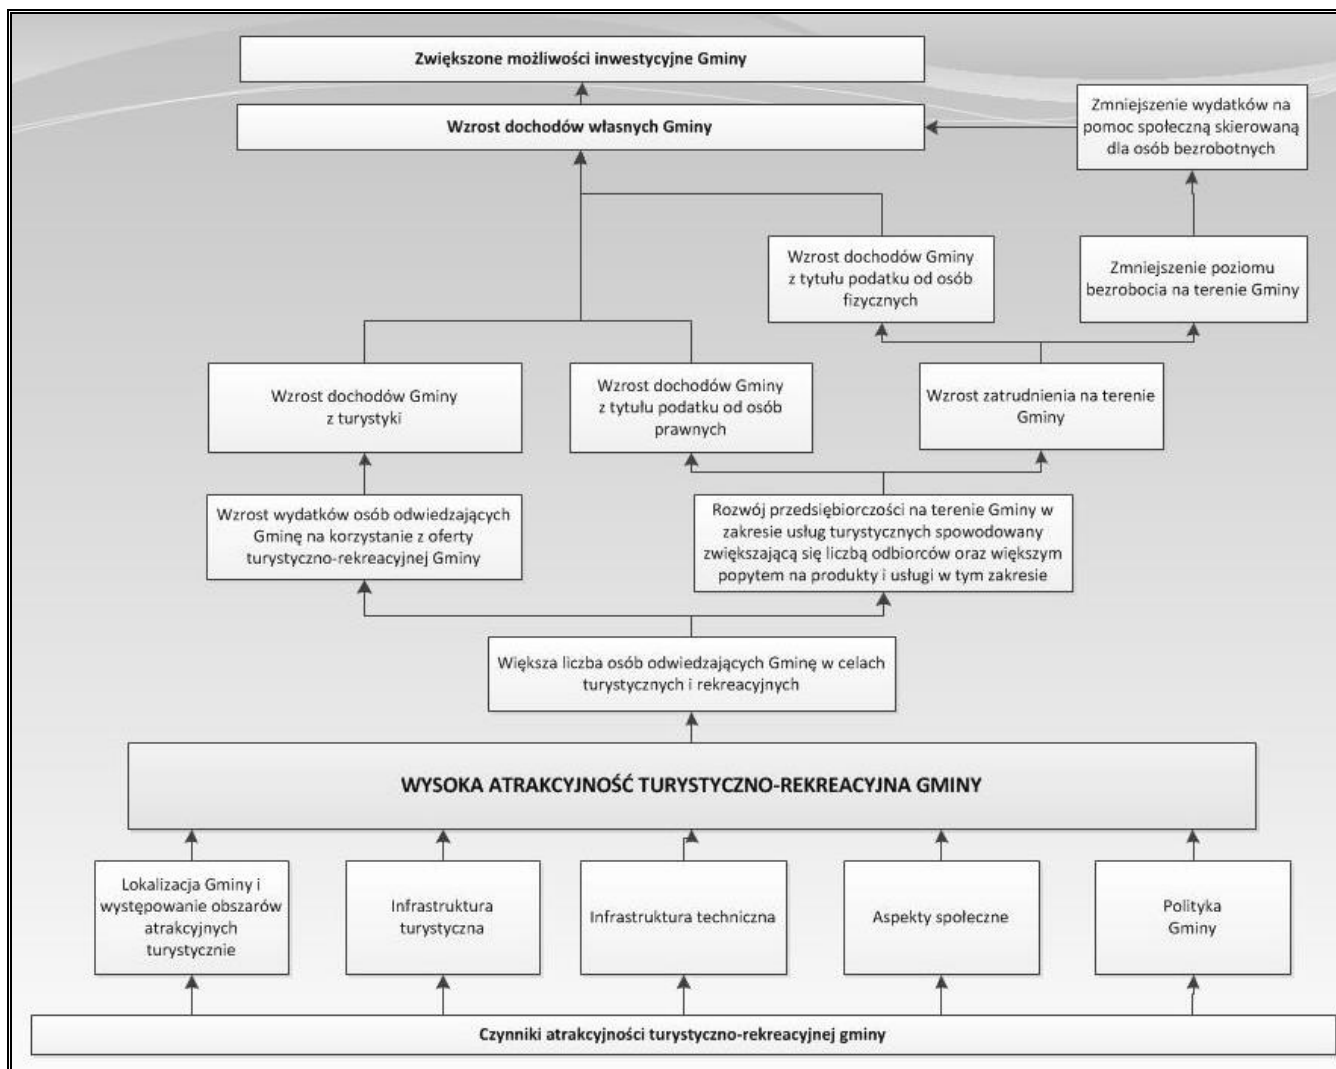 Zwiększone możliwości inwestycyjne Gminy
Wzrost dochodów własnych Gminy
Zmniejszenie wydatków na
pomoc społeczną skierowaną
dla osób bezrobotnych
Wzrost dochodów Gminy
z tytułu podatku od osób
fizycznych
Zmniejszenie poziomu
bezrobocia na terenie Gminy
Wzrost dochodów Gminy
z turystyki
Wzrost dochodów Gminy
z tytułu podatku od osób
prawnych
Wzrost zatrudnienia na terenie
Gminy
Wzrost wydatków osób odwiedzających
Gminę na korzystanie z oferty
turystyczno-rekreacyjnej Gminy
Rozwój przedsiębiorczości na terenie Gminy w
zakresie usług turystycznych spowodowany
zwiększającą się liczbą odbiorców oraz większym
popytem na produkty i usługi w tym zakresie
Większa liczba osób odwiedzających Gminę w celach
turystycznych i rekreacyjnych
WYSOKA ATRAKCYJNOŚĆ TURYSTYCZNO-REKREACYJNA GMINY
Lokalizacja Gminy i
występowanie obszarów
atrakcyjnych
turystycznie
Infrastruktura
turystyczna
Infrastruktura techniczna
Aspekty społeczne
Polityka
Gminy
Czynniki atrakcyjności turystyczno-rekreacyjnej gminy